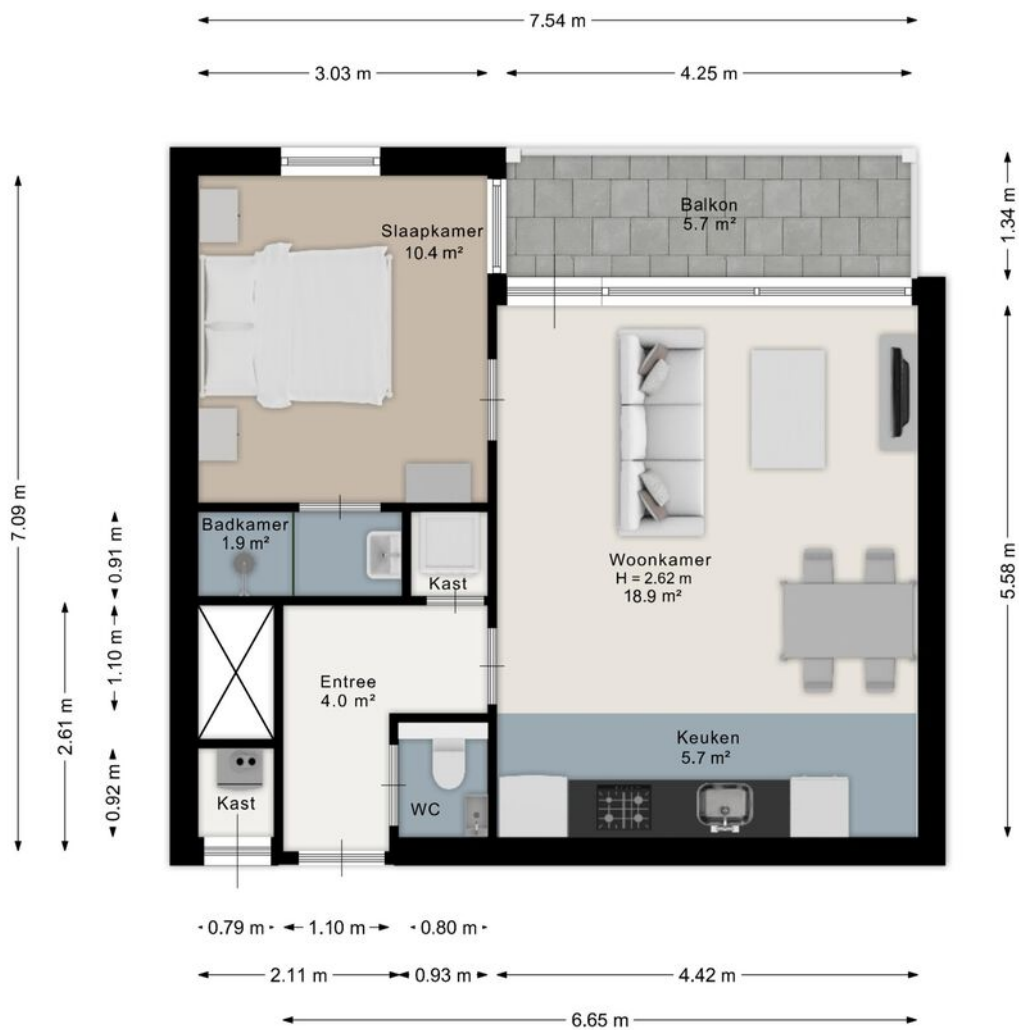 7.54 m
3.03 m
4.25 m
Balkon
5.7 m²
1.34 m
Slaapkamer
10.4 m²
7.09 m
Badkamer
1.9 m²
0.91 m
Kast
Woonkamer
H = 2.62 m
18.9 m²
5.58 m
1.10 m
2.61 m
Entree
4.0 m²
Keuken
5.7 m²
0.92 m
Kast
WC
0.79 m
1.10 m
0.80 m
2.11 m
0.93 m
4.42 m
6.65 m